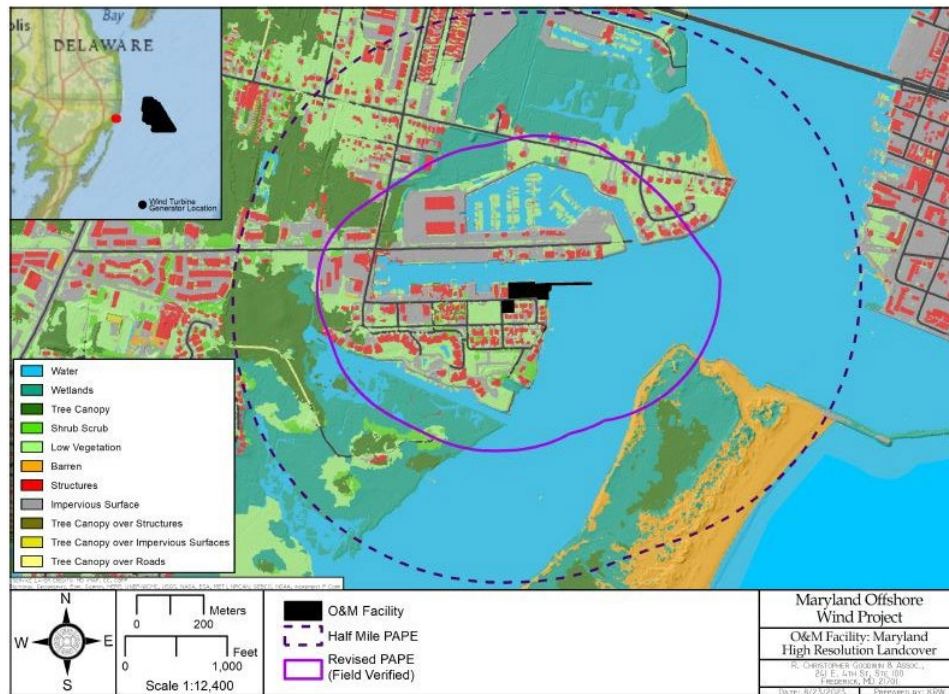 Bay
olis
DELAWARE
Wind Turbine
Generator Location
Water
Wetlands
Tree Canopy
Shrub Scrub
Low Vegetation
Barren
Structures
Impervious Surface
Tree Canopy over Structures
Tree Canopy over Impervious Surfaces
Tree Canopy over Roads
N
W
E
S
Meters
0 200
Feet
0 1,000
Scale 1:12,400
O&M Facility
Half Mile PAPE
Revised PAPE
(Field Verified)
Maryland Offshore
Wind Project
O&M Facility: Maryland
High Resolution Landcover
R. Christopher Goodwin & Assoc.,
241 E. 4th St, Ste 100
Frederick, MD 21701